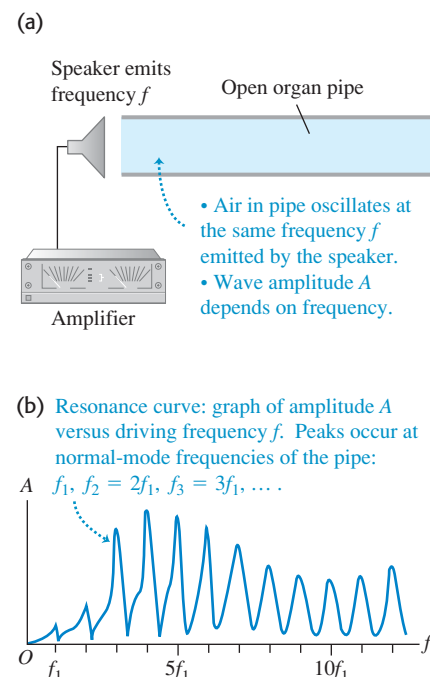 (a)
Speaker emits
frequency f
Open organ pipe
• Air in pipe oscillates at
the same frequency f
emitted by the speaker.
• Wave amplitude A
depends on frequency.
Amplifier
(b) Resonance curve: graph of amplitude A
versus driving frequency f. Peaks occur at
normal-mode frequencies of the pipe:
f₁, f₂ = 2f₁, f₃ = 3f₁, … .
A
f
O
f₁ 5f₁ 10f₁